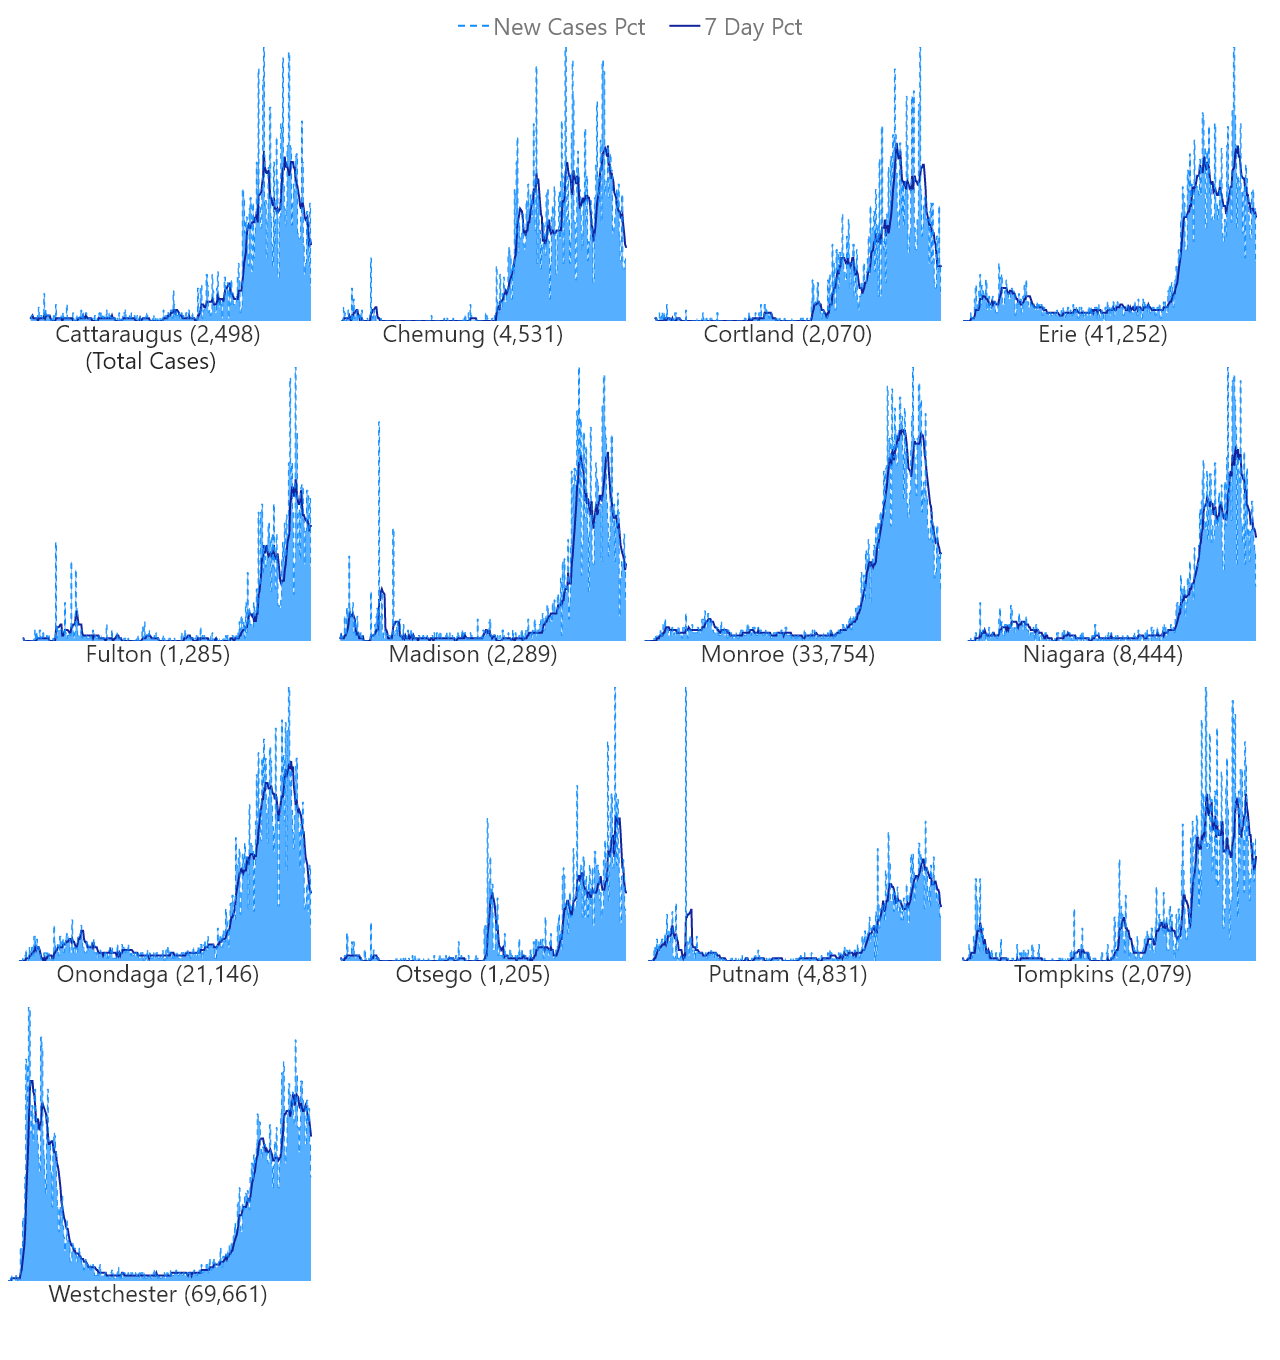 New Cases Pct 7 Day Pct
Cattaraugus (2,498)
(Total Cases)
Chemung (4,531)
Cortland (2,070)
Erie (41,252)
Fulton (1,285)
Madison (2,289)
Monroe (33,754)
Niagara (8,444)
Onondaga (21,146)
Otsego (1,205)
Putnam (4,831)
Tompkins (2,079)
Westchester (69,661)